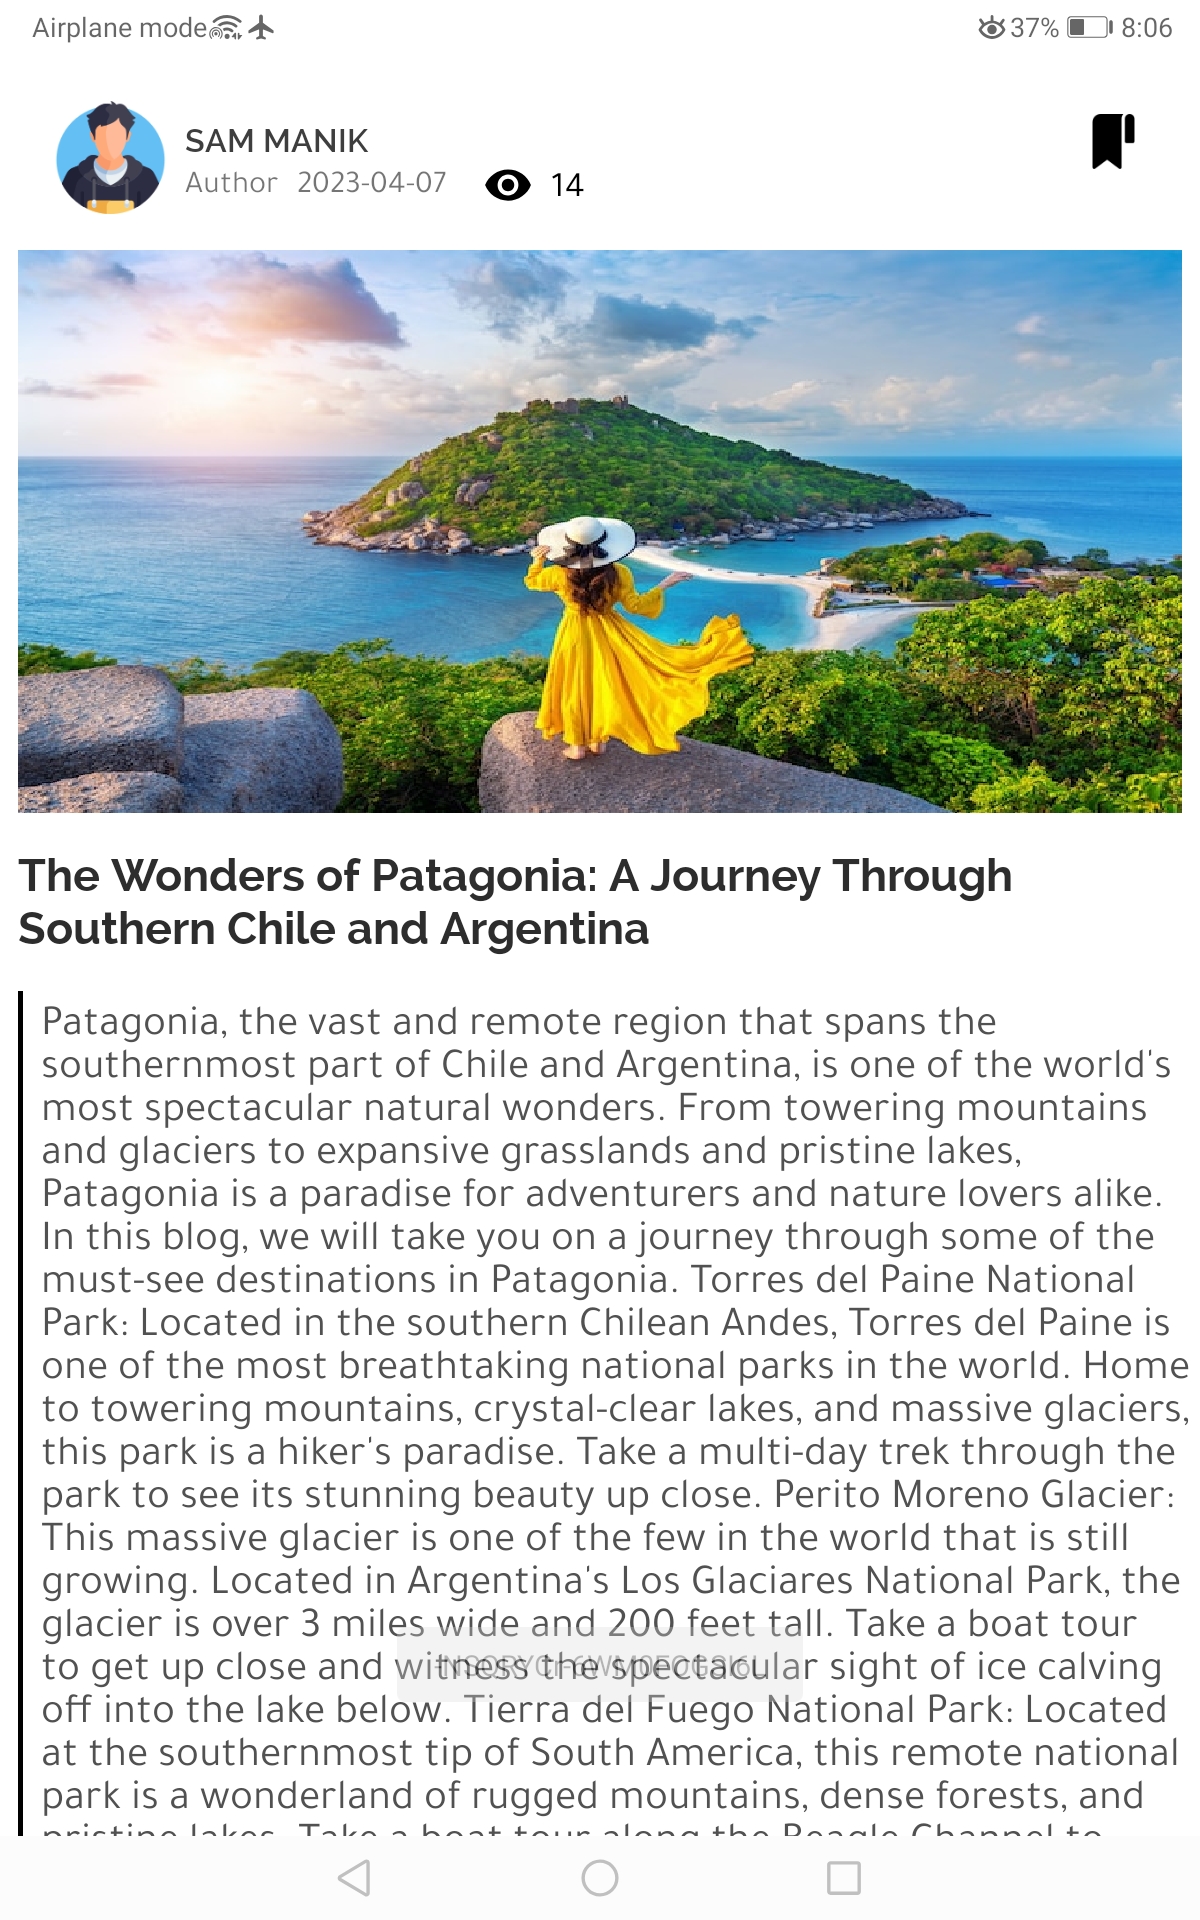 Airplane mode 37% 8:06
SAM MANIK
Author 2023-04-07 14
The Wonders of Patagonia: A Journey Through
Southern Chile and Argentina
Patagonia, the vast and remote region that spans the
southernmost part of Chile and Argentina, is one of the world's
most spectacular natural wonders. From towering mountains
and glaciers to expansive grasslands and pristine lakes,
Patagonia is a paradise for adventurers and nature lovers alike.
In this blog, we will take you on a journey through some of the
must-see destinations in Patagonia. Torres del Paine National
Park: Located in the southern Chilean Andes, Torres del Paine is
one of the most breathtaking national parks in the world. Home
to towering mountains, crystal-clear lakes, and massive glaciers,
this park is a hiker's paradise. Take a multi-day trek through the
park to see its stunning beauty up close. Perito Moreno Glacier:
This massive glacier is one of the few in the world that is still
growing. Located in Argentina's Los Glaciares National Park, the
glacier is over 3 miles wide and 200 feet tall. Take a boat tour
to get up close and witness the spectacular sight of ice calving
off into the lake below. Tierra del Fuego National Park: Located
at the southernmost tip of South America, this remote national
park is a wonderland of rugged mountains, dense forests, and
pristine lakes. Take a boat tour along the Beagle Channel to